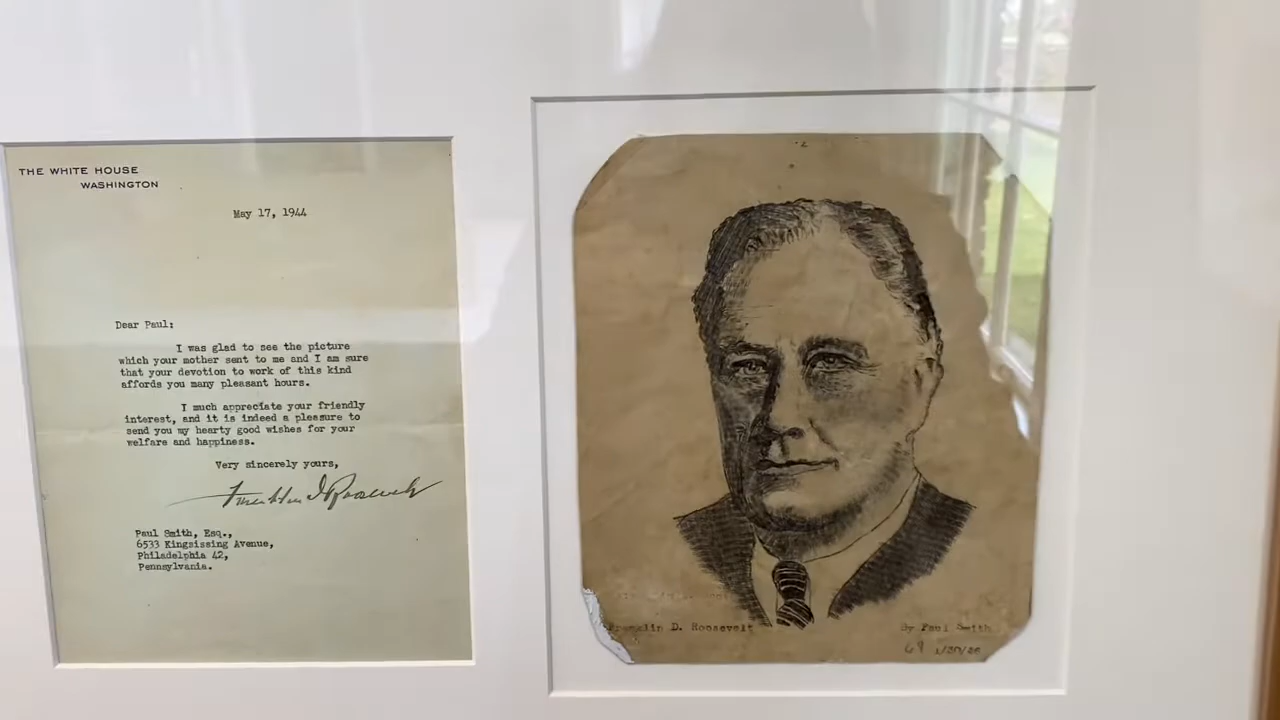 THE WHITE HOUSE
WASHINGTON
May 17, 1944
Dear Paul:
I was glad to see the picture
which your mother sent to me and I am sure
that your devotion to work of this kind
affords you many pleasant hours.
I much appreciate your friendly
interest, and it is indeed a pleasure to
send you my hearty good wishes for your
welfare and happiness.
Very sincerely yours,
Franklin D Roosevelt
Paul Smith, Esq.,
6533 Kingsissing Avenue,
Philadelphia 42,
Pennsylvania.
Franklin D. Roosevelt
By Paul Smith